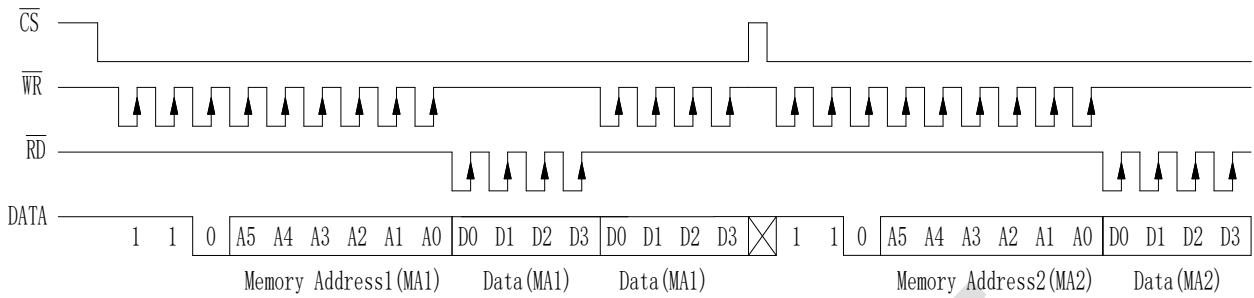 CS
WR
RD
DATA 1 1 0 A5 A4 A3 A2 A1 A0 D0 D1 D2 D3 D0 D1 D2 D3 1 1 0 A5 A4 A3 A2 A1 A0 D0 D1 D2 D3
Memory Address1(MA1) Data(MA1) Data(MA1) Memory Address2(MA2) Data(MA2)